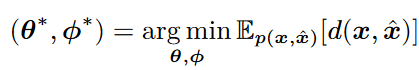 (θ*, ϕ*) = arg min_{θ,ϕ} 𝔼_{p(x,x̂)}[d(x, x̂)]